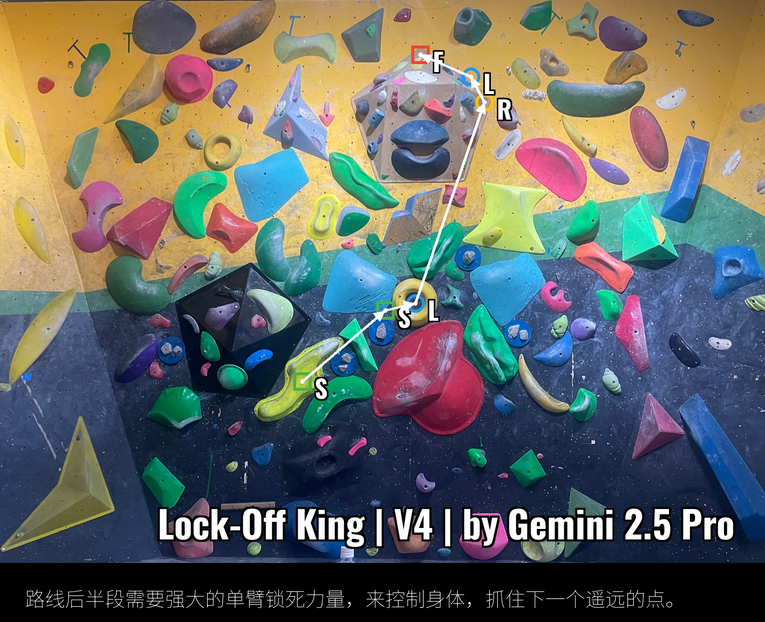 F
L
R
S L
S
Lock-Off King | V4 | by Gemini 2.5 Pro
路线后半段需要强大的单臂锁死力量，来控制身体，抓住下一个遥远的点。